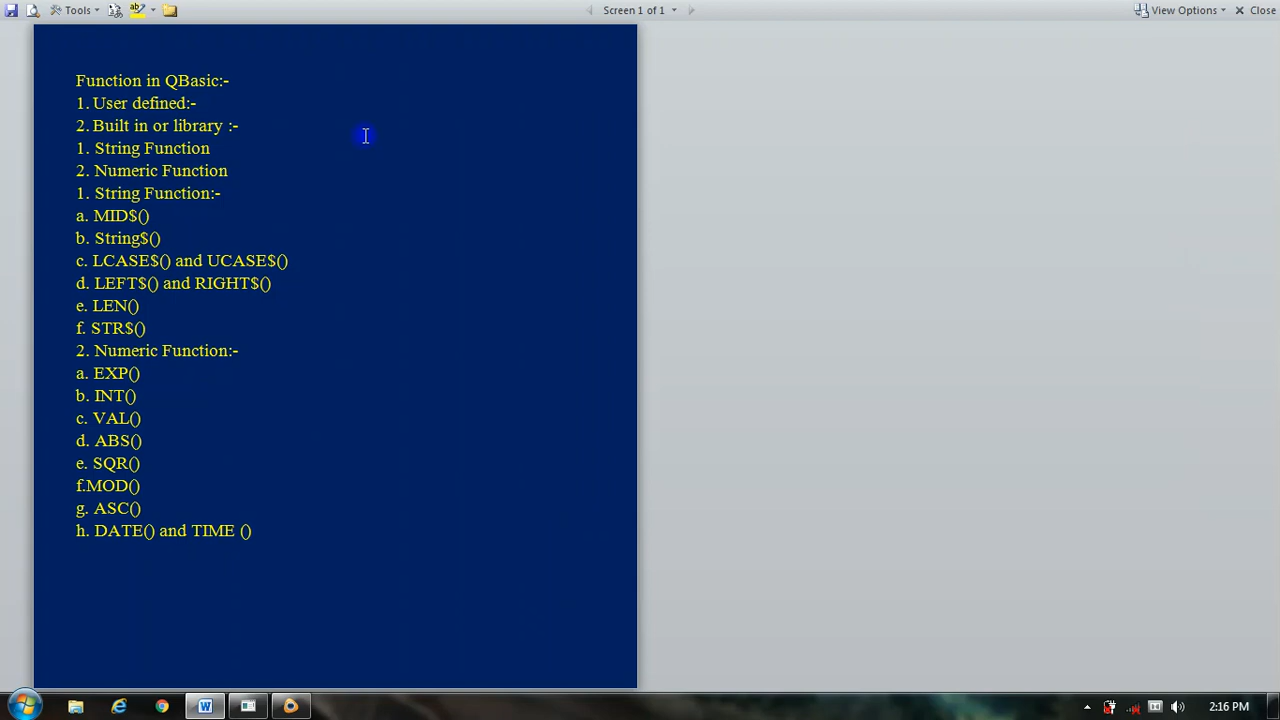 Tools
Screen 1 of 1
View Options
Close
Function in QBasic:-
1. User defined:-
2. Built in or library :-
1. String Function
2. Numeric Function
1. String Function:-
a. MID$()
b. String$()
c. LCASE$() and UCASE$()
d. LEFT$() and RIGHT$()
e. LEN()
f. STR$()
2. Numeric Function:-
a. EXP()
b. INT()
c. VAL()
d. ABS()
e. SQR()
f.MOD()
g. ASC()
h. DATE() and TIME ()
2:16 PM